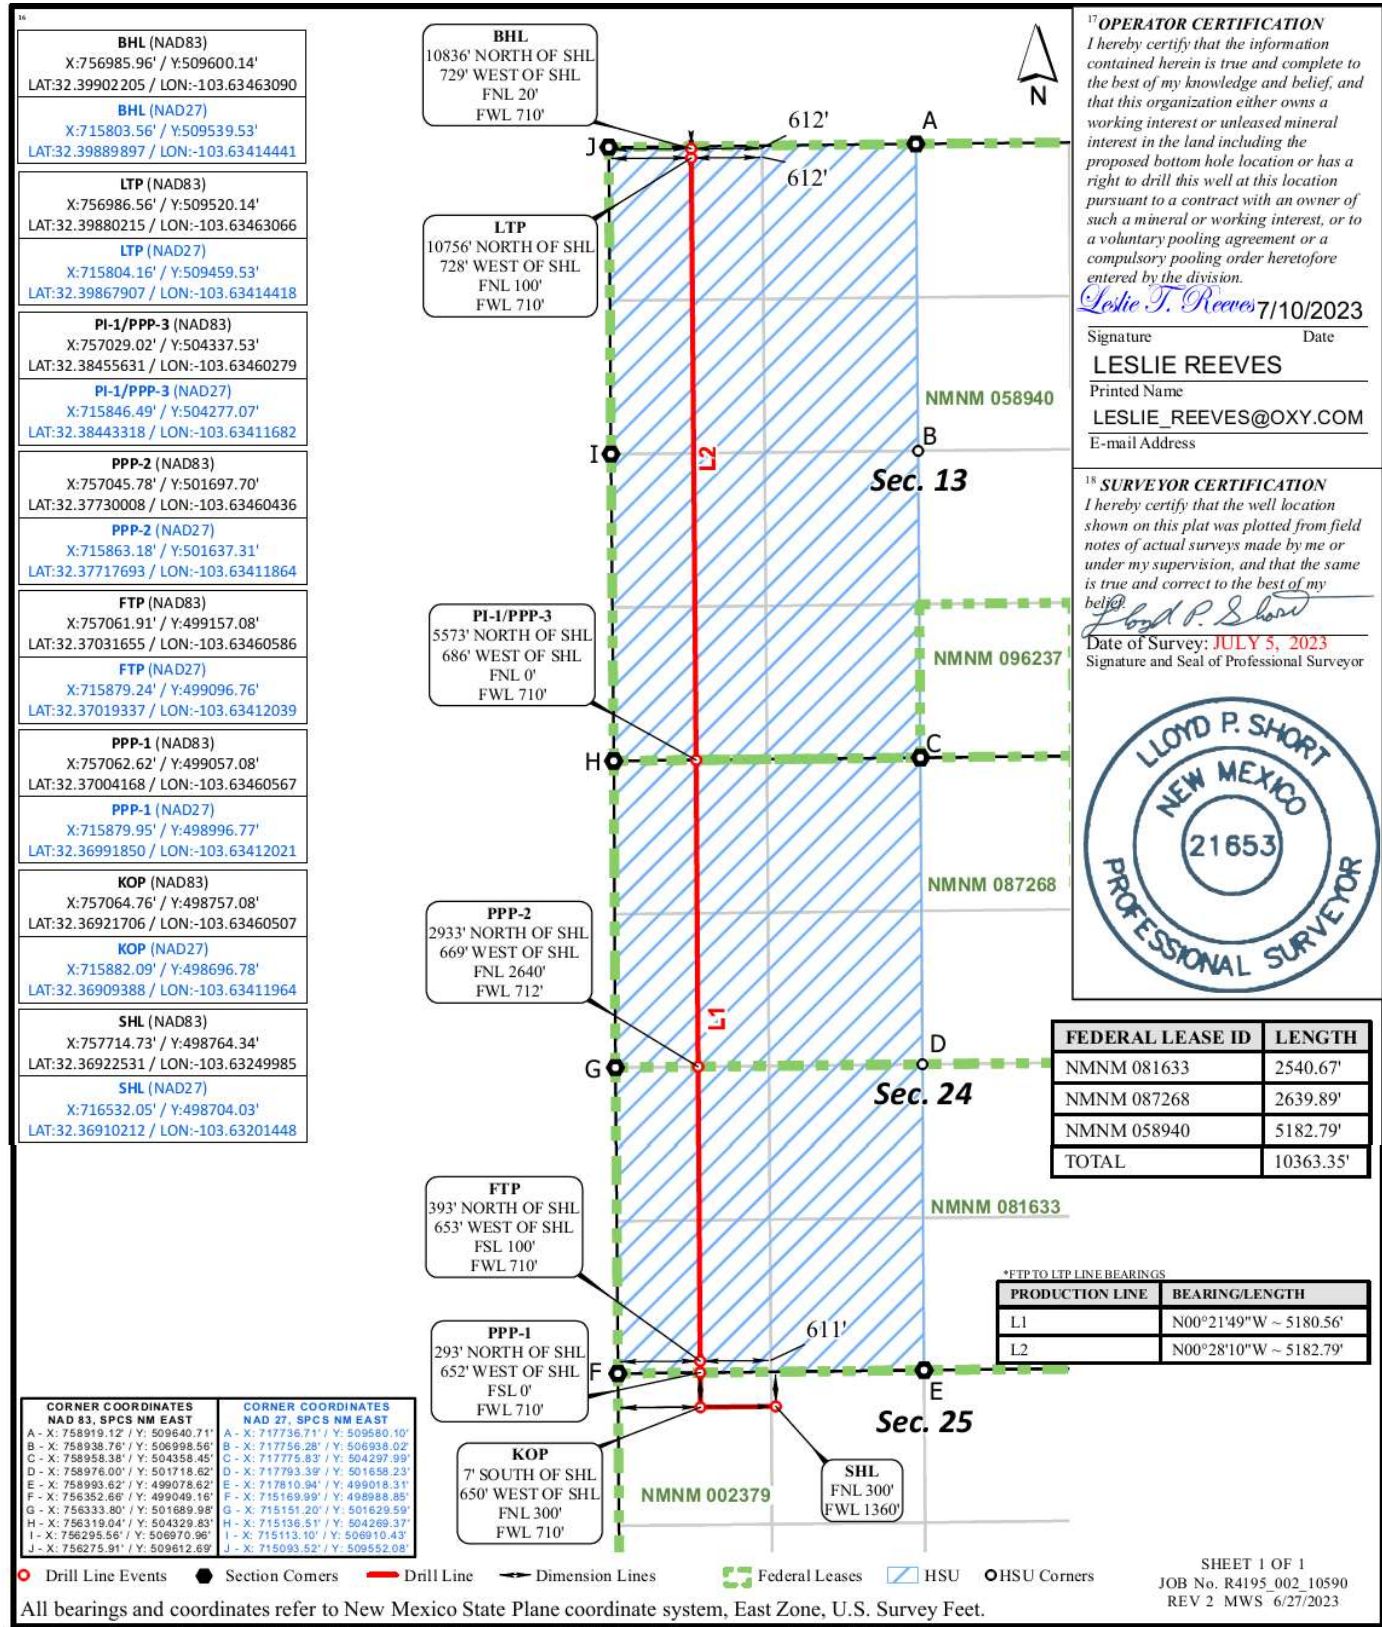 16
BHL (NAD83)
X:756985.96' / Y:509600.14'
LAT:32.39902205 / LON:-103.63463090
BHL (NAD27)
X:715803.56' / Y:509539.53'
LAT:32.39889897 / LON:-103.63414441
LTP (NAD83)
X:756986.56' / Y:509520.14'
LAT:32.39880215 / LON:-103.63463066
LTP (NAD27)
X:715804.16' / Y:509459.53'
LAT:32.39867907 / LON:-103.63414418
PI-1/PPP-3 (NAD83)
X:757029.02' / Y:504337.53'
LAT:32.38455631 / LON:-103.63460279
PI-1/PPP-3 (NAD27)
X:715846.49' / Y:504277.07'
LAT:32.38443318 / LON:-103.63411682
PPP-2 (NAD83)
X:757045.78' / Y:501697.70'
LAT:32.37730008 / LON:-103.63460436
PPP-2 (NAD27)
X:715863.18' / Y:501637.31'
LAT:32.37717693 / LON:-103.63411864
FTP (NAD83)
X:757061.91' / Y:499157.08'
LAT:32.37031655 / LON:-103.63460586
FTP (NAD27)
X:715879.24' / Y:499096.76'
LAT:32.37019337 / LON:-103.63412039
PPP-1 (NAD83)
X:757062.62' / Y:499057.08'
LAT:32.37004168 / LON:-103.63460567
PPP-1 (NAD27)
X:715879.95' / Y:498996.77'
LAT:32.36991850 / LON:-103.63412021
KOP (NAD83)
X:757064.76' / Y:498757.08'
LAT:32.36921706 / LON:-103.63460507
KOP (NAD27)
X:715882.09' / Y:498696.78'
LAT:32.36909388 / LON:-103.63411964
SHL (NAD83)
X:757714.73' / Y:498764.34'
LAT:32.36922531 / LON:-103.63249985
SHL (NAD27)
X:716532.05' / Y:498704.03'
LAT:32.36910212 / LON:-103.63201448
BHL
10836' NORTH OF SHL
729' WEST OF SHL
FNL 20'
FWL 710'
N
J
612'
A
612'
LTP
10756' NORTH OF SHL
728' WEST OF SHL
FNL 100'
FWL 710'
NMNM 058940
I
L2
B
Sec. 13
PI-1/PPP-3
5573' NORTH OF SHL
686' WEST OF SHL
FNL 0'
FWL 710'
NMNM 096237
H
C
NMNM 087268
PPP-2
2933' NORTH OF SHL
669' WEST OF SHL
FNL 2640'
FWL 712'
L1
G
D
Sec. 24
FTP
393' NORTH OF SHL
653' WEST OF SHL
FSL 100'
FWL 710'
NMNM 081633
PPP-1
293' NORTH OF SHL
652' WEST OF SHL
FSL 0'
FWL 710'
611'
F
E
Sec. 25
KOP
7' SOUTH OF SHL
650' WEST OF SHL
FNL 300'
FWL 710'
NMNM 002379
SHL
FNL 300'
FWL 1360'
17 OPERATOR CERTIFICATION
I hereby certify that the information
contained herein is true and complete to
the best of my knowledge and belief, and
that this organization either owns a
working interest or unleased mineral
interest in the land including the
proposed bottom hole location or has a
right to drill this well at this location
pursuant to a contract with an owner of
such a mineral or working interest, or to
a voluntary pooling agreement or a
compulsory pooling order heretofore
entered by the division.
Leslie T. Reeves 7/10/2023
Signature Date
LESLIE REEVES
Printed Name
LESLIE_REEVES@OXY.COM
E-mail Address
18 SURVEYOR CERTIFICATION
I hereby certify that the well location
shown on this plat was plotted from field
notes of actual surveys made by me or
under my supervision, and that the same
is true and correct to the best of my
belief.
Lloyd P. Short
Date of Survey: JULY 5, 2023
Signature and Seal of Professional Surveyor
LLOYD P. SHORT
NEW MEXICO
21653
PROFESSIONAL SURVEYOR
FEDERAL LEASE ID LENGTH
NMNM 081633 2540.67'
NMNM 087268 2639.89'
NMNM 058940 5182.79'
TOTAL 10363.35'
*FTP TO LTP LINE BEARINGS
PRODUCTION LINE BEARING/LENGTH
L1 N00°21'49"W ~ 5180.56'
L2 N00°28'10"W ~ 5182.79'
CORNER COORDINATES
NAD 83, SPCS NM EAST
A - X: 758919.12' / Y: 509640.71'
B - X: 758938.76' / Y: 506998.56'
C - X: 758958.38' / Y: 504358.45'
D - X: 758976.00' / Y: 501718.62'
E - X: 758993.62' / Y: 499078.62'
F - X: 756352.66' / Y: 499049.16'
G - X: 756333.80' / Y: 501689.98'
H - X: 756319.04' / Y: 504329.83'
I - X: 756295.56' / Y: 506970.96'
J - X: 756275.91' / Y: 509612.69'
CORNER COORDINATES
NAD 27, SPCS NM EAST
A - X: 717736.71' / Y: 509580.10'
B - X: 717756.28' / Y: 506938.02'
C - X: 717775.83' / Y: 504297.99'
D - X: 717793.39' / Y: 501658.23'
E - X: 717810.94' / Y: 499018.31'
F - X: 715169.99' / Y: 498988.85'
G - X: 715151.20' / Y: 501629.59'
H - X: 715136.51' / Y: 504269.37'
I - X: 715113.10' / Y: 506910.43'
J - X: 715093.52' / Y: 509552.08'
Drill Line Events Section Corners Drill Line Dimension Lines Federal Leases HSU HSU Corners
All bearings and coordinates refer to New Mexico State Plane coordinate system, East Zone, U.S. Survey Feet.
SHEET 1 OF 1
JOB No. R4195_002_10590
REV 2 MWS 6/27/2023